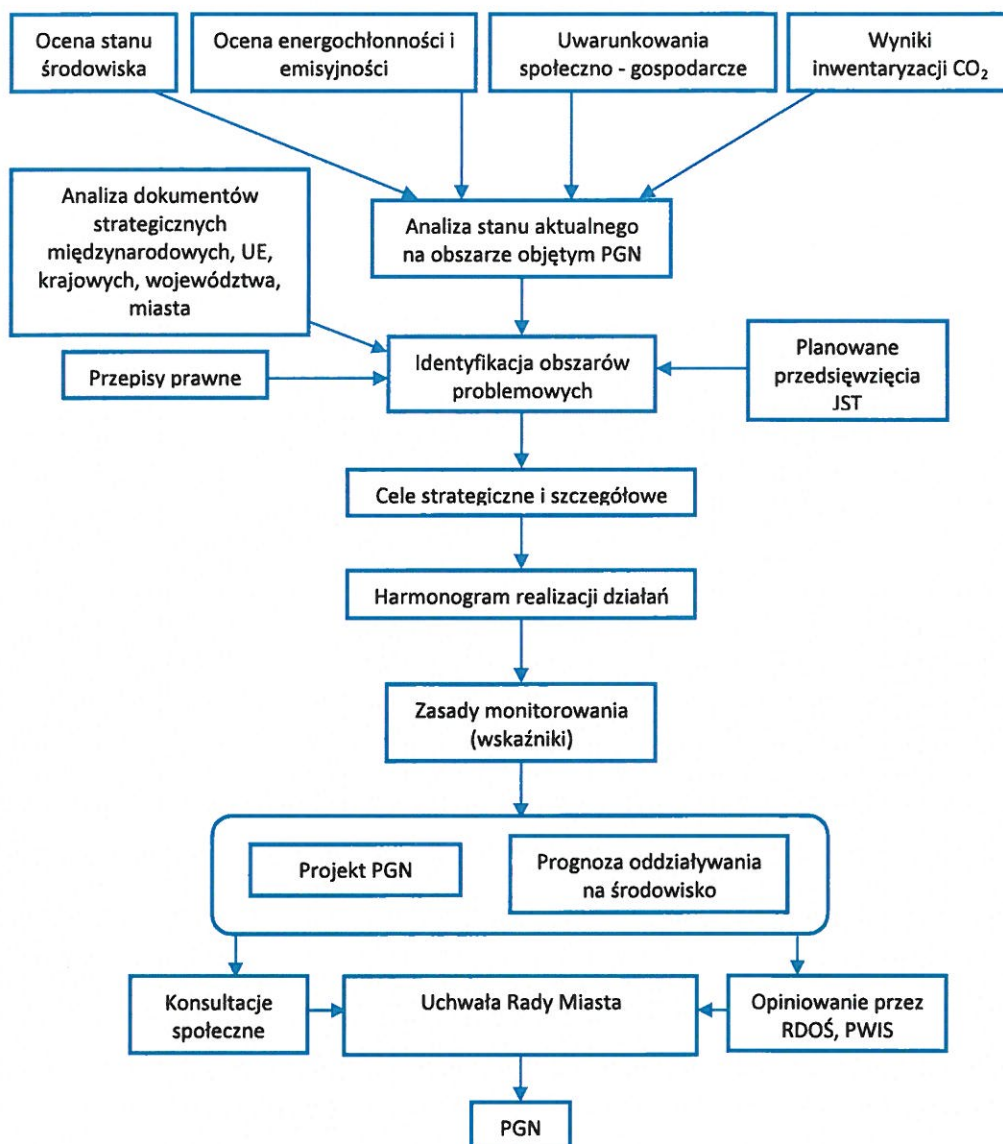 Ocena stanu
środowiska
Ocena energochłonności i
emisyjności
Uwarunkowania
społeczno - gospodarcze
Wyniki
inwentaryzacji CO₂
Analiza dokumentów
strategicznych
międzynarodowych, UE,
krajowych, województwa,
miasta
Analiza stanu aktualnego
na obszarze objętym PGN
Przepisy prawne
Identyfikacja obszarów
problemowych
Planowane
przedsięwzięcia
JST
Cele strategiczne i szczegółowe
Harmonogram realizacji działań
Zasady monitorowania
(wskaźniki)
Projekt PGN
Prognoza oddziaływania
na środowisko
Konsultacje
społeczne
Uchwała Rady Miasta
Opiniowanie przez
RDOŚ, PWIS
PGN